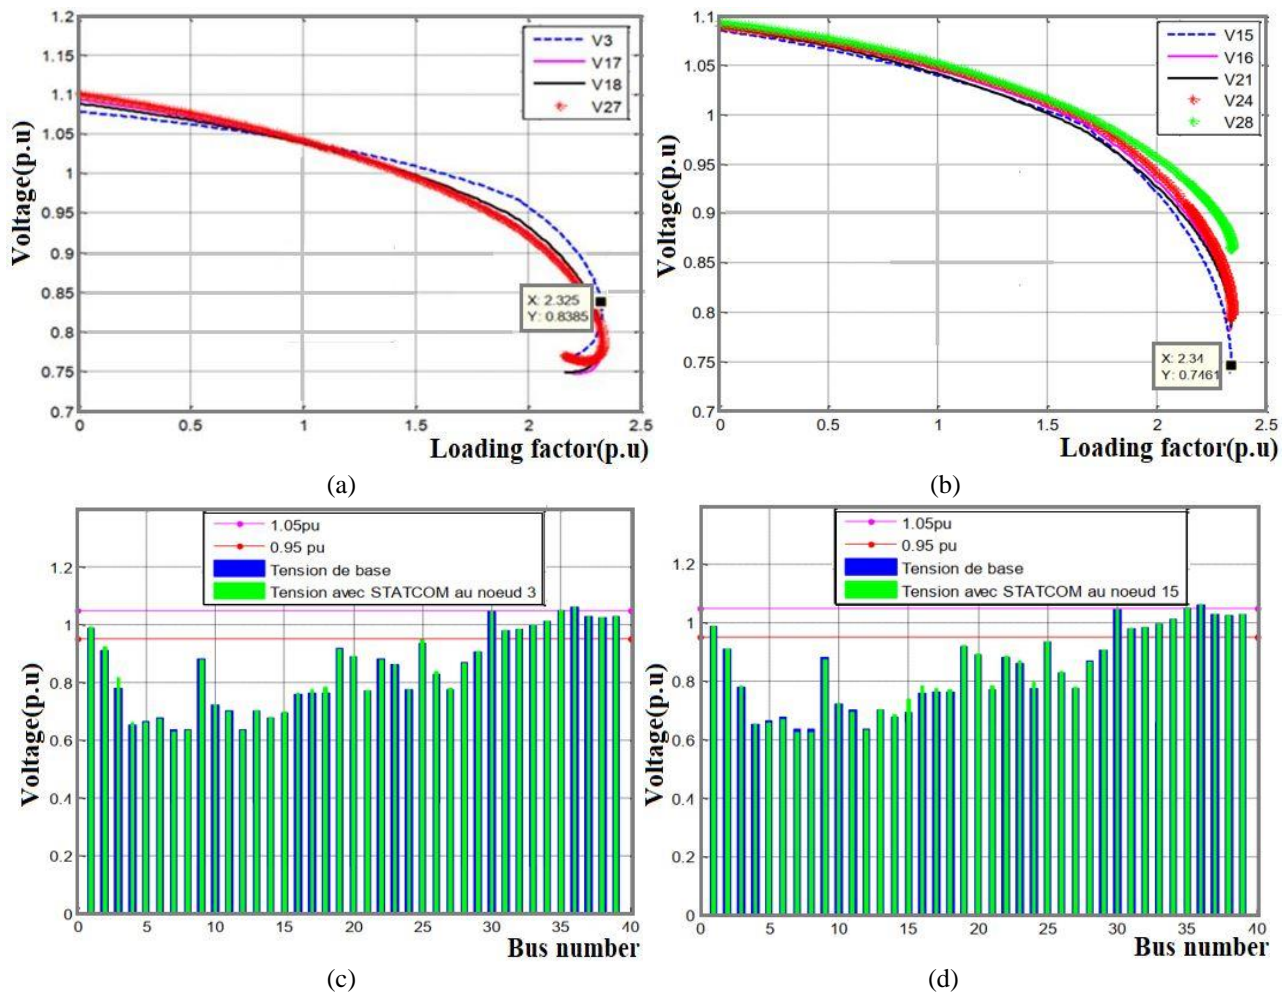 1.2
1.15
1.1
1.05
1
0.95
0.9
0.85
0.8
0.75
0.7
Voltage(p.u)
V3
V17
V18
V27
X: 2.325
Y: 0.8385
0
0.5
1
1.5
2
2.5
Loading factor(p.u)
(a)
1.1
1.05
1
0.95
0.9
0.85
0.8
0.75
0.7
Voltage(p.u)
V15
V16
V21
V24
V28
X: 2.34
Y: 0.7461
0
0.5
1
1.5
2
2.5
Loading factor(p.u)
(b)
1.2
1
0.8
0.6
0.4
0.2
0
Voltage(p.u)
1.05pu
0.95 pu
Tension de base
Tension avec STATCOM au noeud 3
0
5
10
15
20
25
30
35
40
Bus number
(c)
1.2
1
0.8
0.6
0.4
0.2
0
Voltage(p.u)
1.05pu
0.95 pu
Tension de base
Tension avec STATCOM au noeud 15
0
5
10
15
20
25
30
35
40
Bus number
(d)